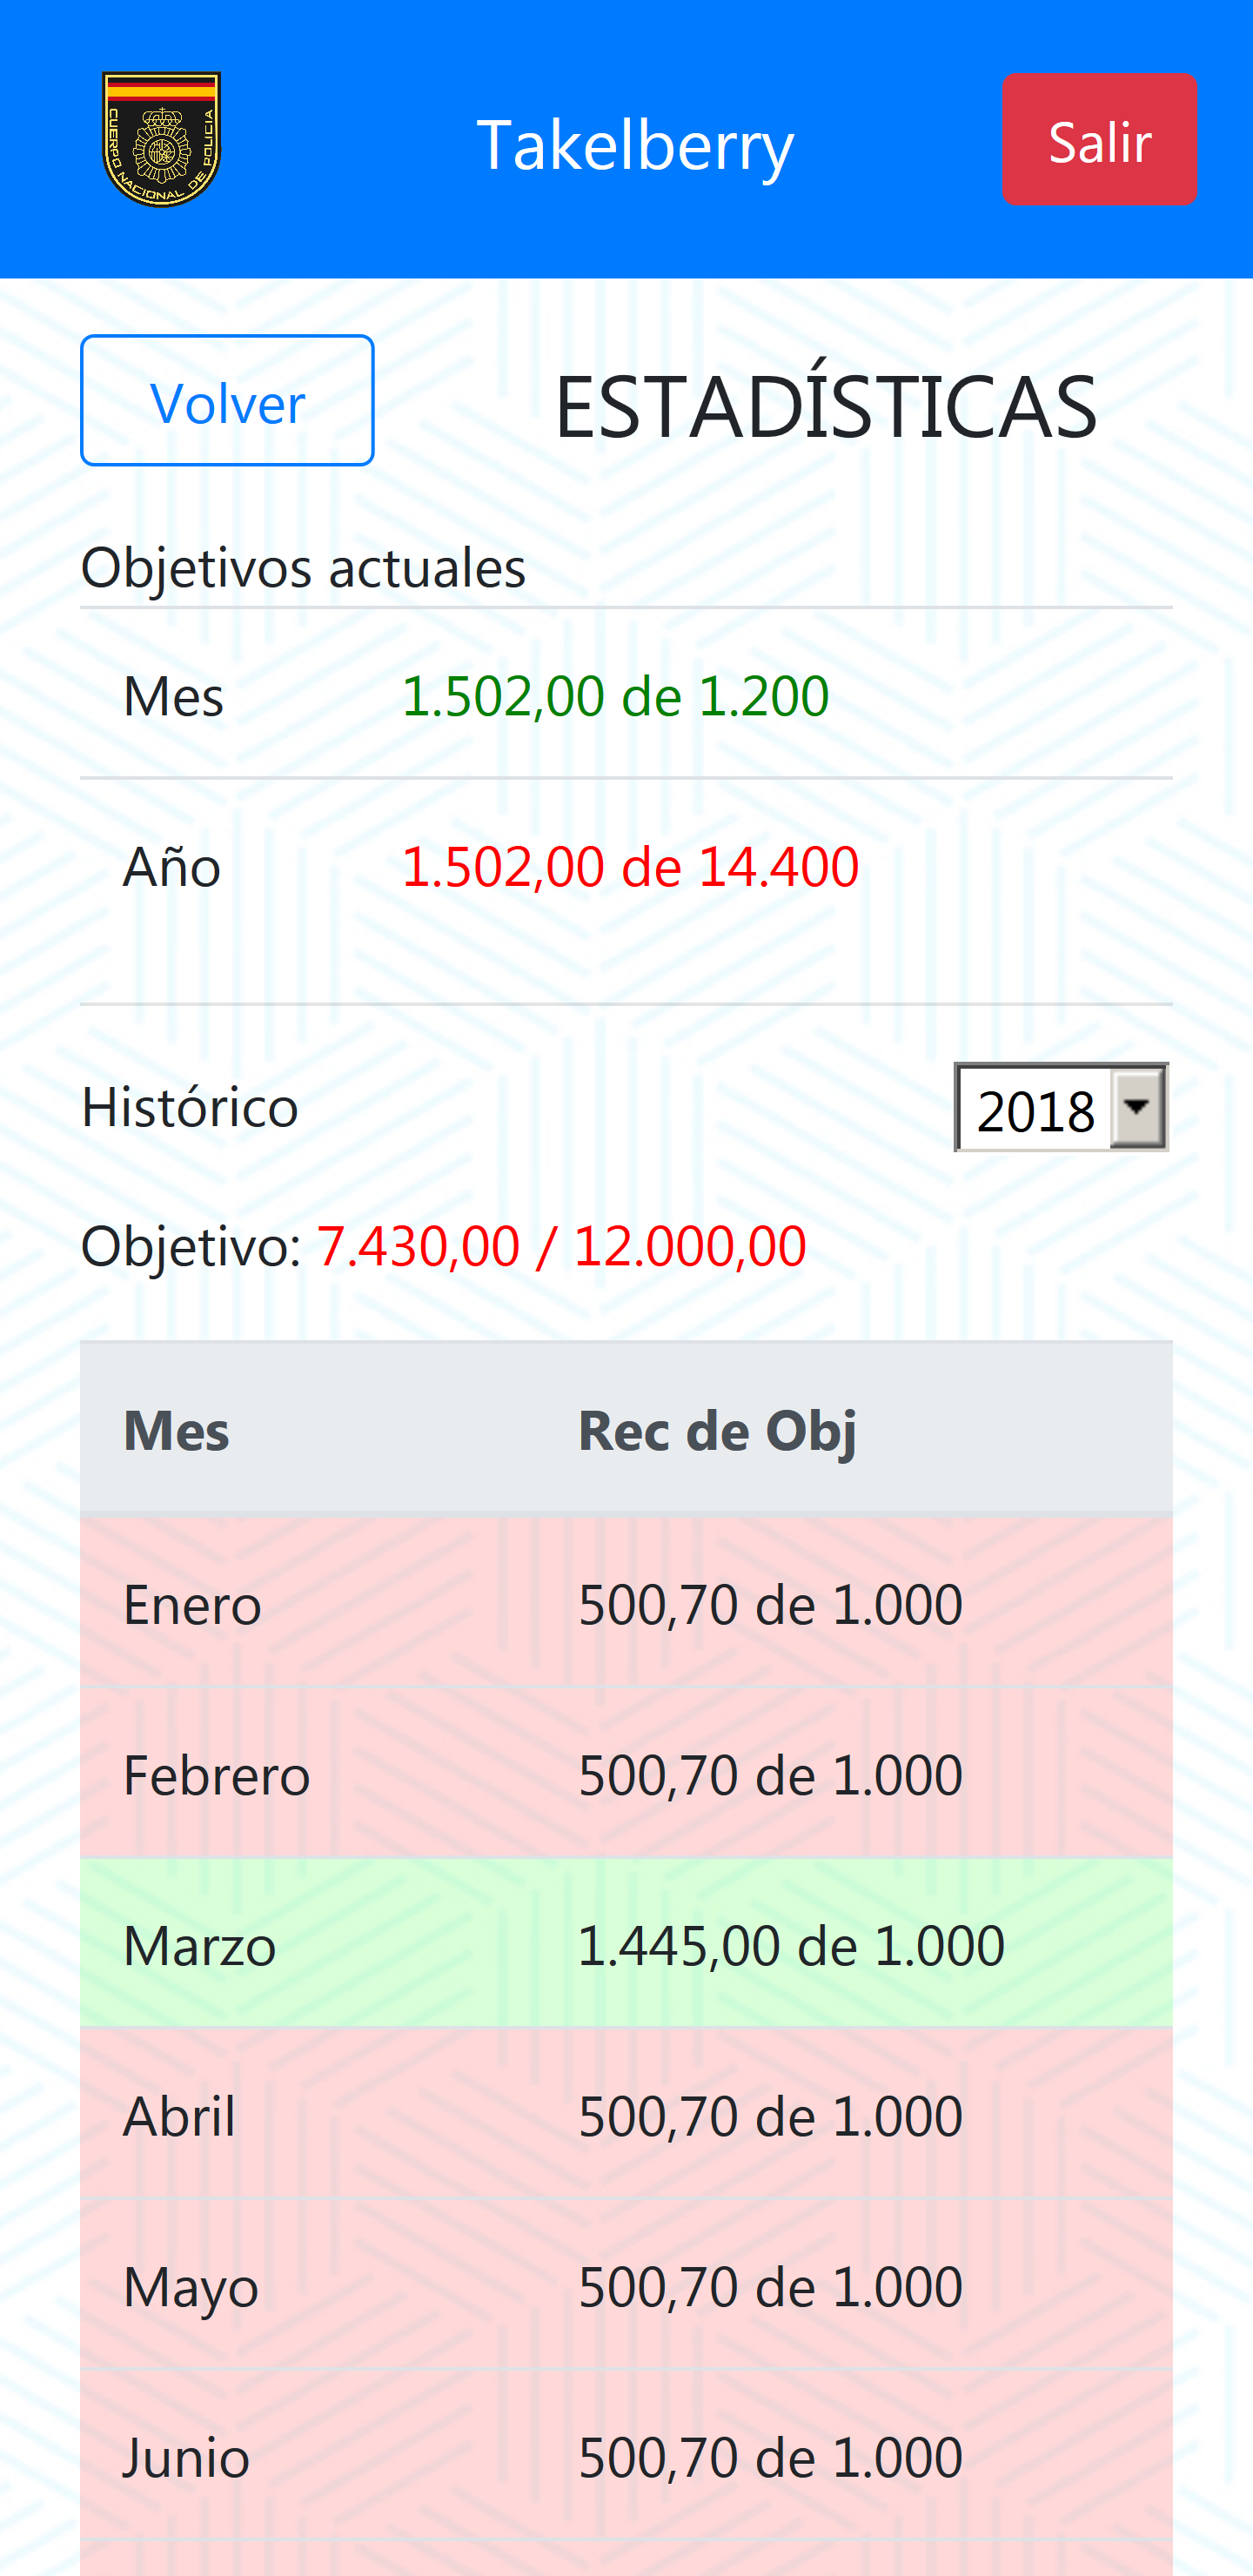 CUERPO NACIONAL DE POLICIA
Takelberry
Salir
Volver
ESTADÍSTICAS
Objetivos actuales
Mes 1.502,00 de 1.200
Año 1.502,00 de 14.400
Histórico 2018
Objetivo: 7.430,00 / 12.000,00
Mes Rec de Obj
Enero 500,70 de 1.000
Febrero 500,70 de 1.000
Marzo 1.445,00 de 1.000
Abril 500,70 de 1.000
Mayo 500,70 de 1.000
Junio 500,70 de 1.000